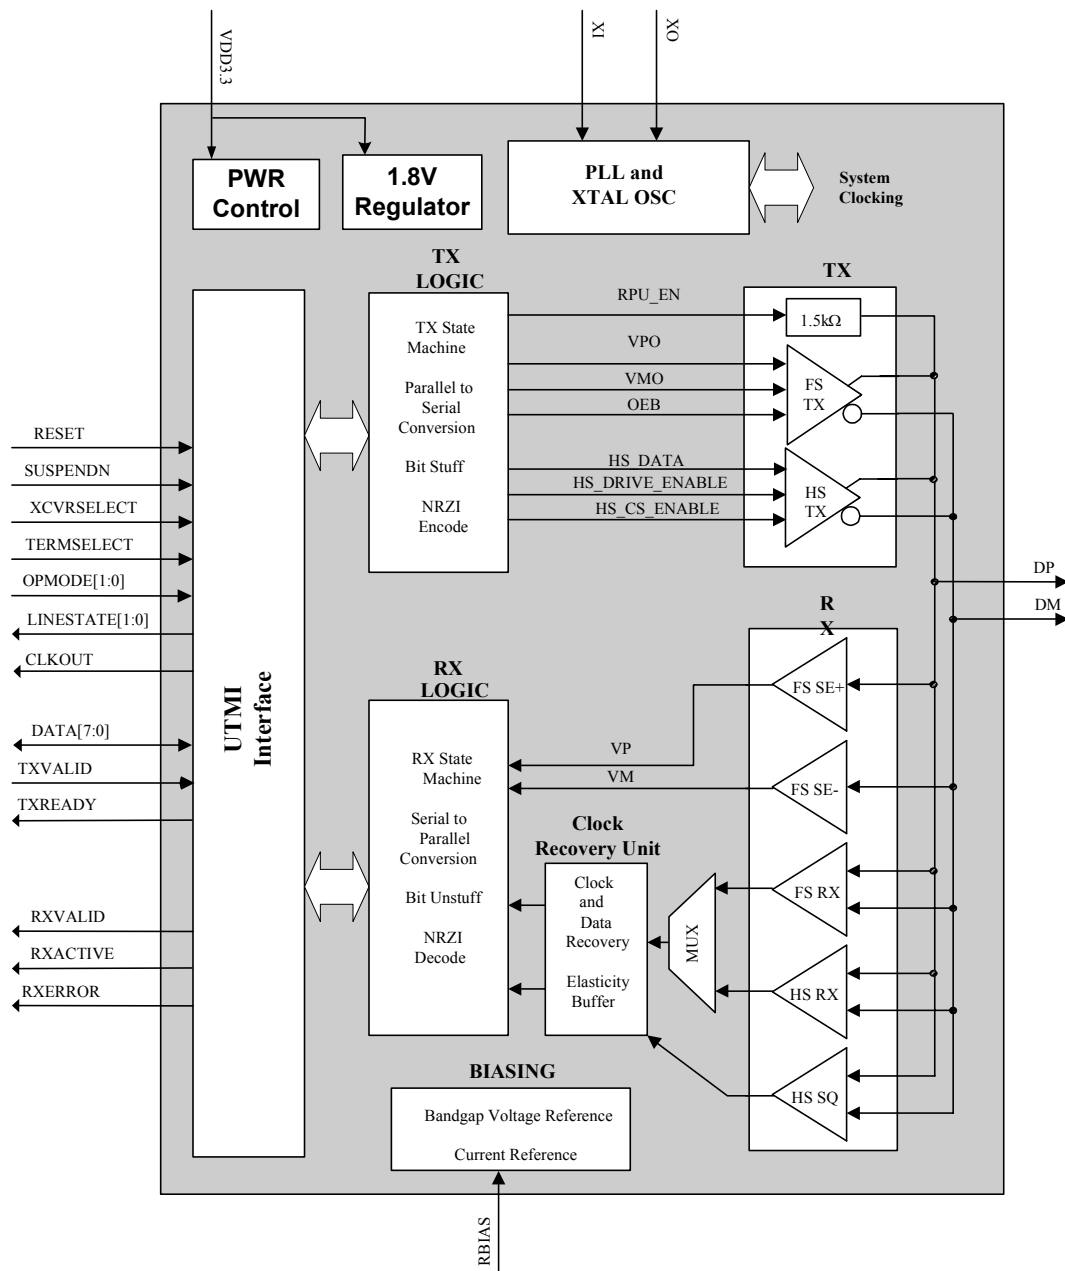 VDD3.3
XI
XO
PWR
Control
1.8V
Regulator
PLL and
XTAL OSC
System
Clocking
TX
LOGIC
TX State
Machine
Parallel to
Serial
Conversion
Bit Stuff
NRZI
Encode
RPU_EN
VPO
VMO
OEB
HS_DATA
HS_DRIVE_ENABLE
HS_CS_ENABLE
TX
1.5kΩ
FS
TX
HS
TX
RESET
SUSPENDN
XCVRSELECT
TERMSELECT
OPMODE[1:0]
LINESTATE[1:0]
CLKOUT
DATA[7:0]
TXVALID
TXREADY
RXVALID
RXACTIVE
RXERROR
UTMI
Interface
DP
DM
RX
LOGIC
RX State
Machine
Serial to
Parallel
Conversion
Bit Unstuff
NRZI
Decode
VP
VM
Clock
Recovery Unit
Clock
and
Data
Recovery
Elasticity
Buffer
MUX
R
X
FS SE+
FS SE-
FS RX
HS RX
HS SQ
BIASING
Bandgap Voltage Reference
Current Reference
RBIAS